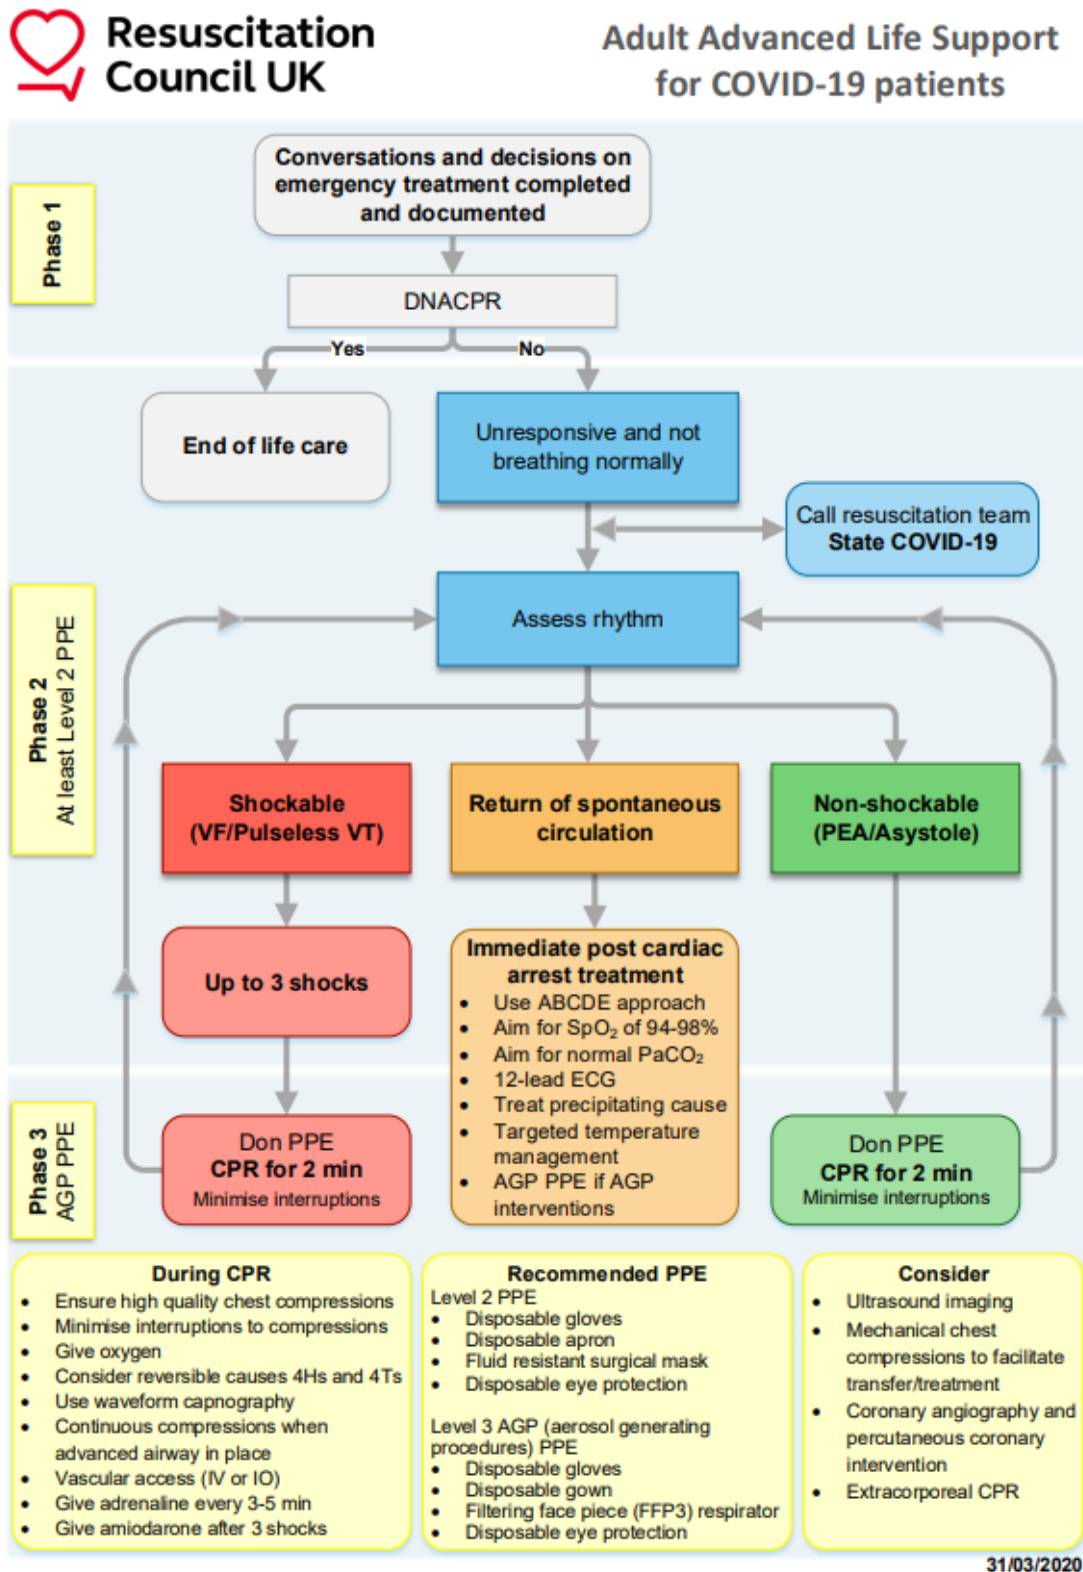 Resuscitation
Council UK
Adult Advanced Life Support
for COVID-19 patients
Phase 1
Conversations and decisions on
emergency treatment completed
and documented
DNACPR
Yes
No
Phase 2
At least Level 2 PPE
End of life care
Unresponsive and not
breathing normally
Call resuscitation team
State COVID-19
Assess rhythm
Shockable
(VF/Pulseless VT)
Return of spontaneous
circulation
Non-shockable
(PEA/Asystole)
Up to 3 shocks
Immediate post cardiac
arrest treatment
• Use ABCDE approach
• Aim for SpO₂ of 94-98%
• Aim for normal PaCO₂
• 12-lead ECG
• Treat precipitating cause
• Targeted temperature
management
• AGP PPE if AGP
interventions
Phase 3
AGP PPE
Don PPE
CPR for 2 min
Minimise interruptions
Don PPE
CPR for 2 min
Minimise interruptions
During CPR
• Ensure high quality chest compressions
• Minimise interruptions to compressions
• Give oxygen
• Consider reversible causes 4Hs and 4Ts
• Use waveform capnography
• Continuous compressions when
advanced airway in place
• Vascular access (IV or IO)
• Give adrenaline every 3-5 min
• Give amiodarone after 3 shocks
Recommended PPE
Level 2 PPE
• Disposable gloves
• Disposable apron
• Fluid resistant surgical mask
• Disposable eye protection
Level 3 AGP (aerosol generating
procedures) PPE
• Disposable gloves
• Disposable gown
• Filtering face piece (FFP3) respirator
• Disposable eye protection
Consider
• Ultrasound imaging
• Mechanical chest
compressions to facilitate
transfer/treatment
• Coronary angiography and
percutaneous coronary
intervention
• Extracorporeal CPR
31/03/2020